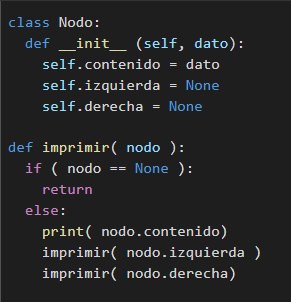 class Nodo:
  def __init__ (self, dato):
    self.contenido = dato
    self.izquierda = None
    self.derecha = None

def imprimir( nodo ):
  if ( nodo == None ):
    return
  else:
    print( nodo.contenido)
    imprimir( nodo.izquierda )
    imprimir( nodo.derecha)